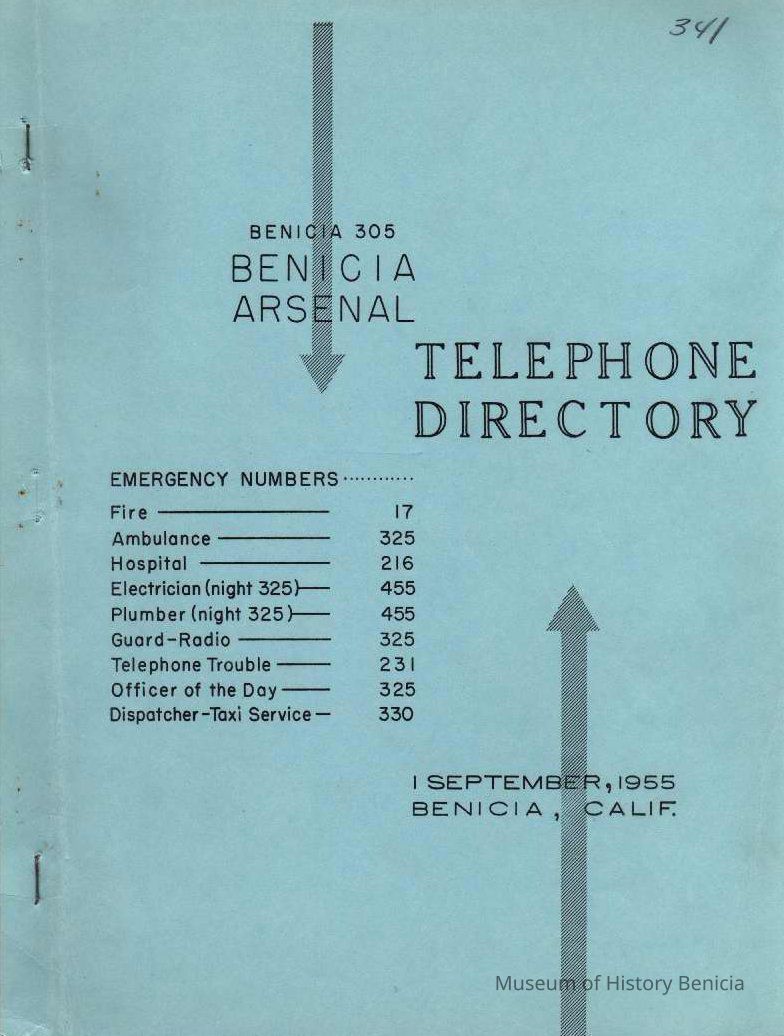 341
BENICIA 305
BENICIA
ARSENAL
TELEPHONE
DIRECTORY
EMERGENCY NUMBERS············
Fire 17
Ambulance 325
Hospital 216
Electrician (night 325) 455
Plumber (night 325) 455
Guard-Radio 325
Telephone Trouble 231
Officer of the Day 325
Dispatcher-Taxi Service 330
1 SEPTEMBER, 1955
BENICIA, CALIF.
Museum of History Benicia